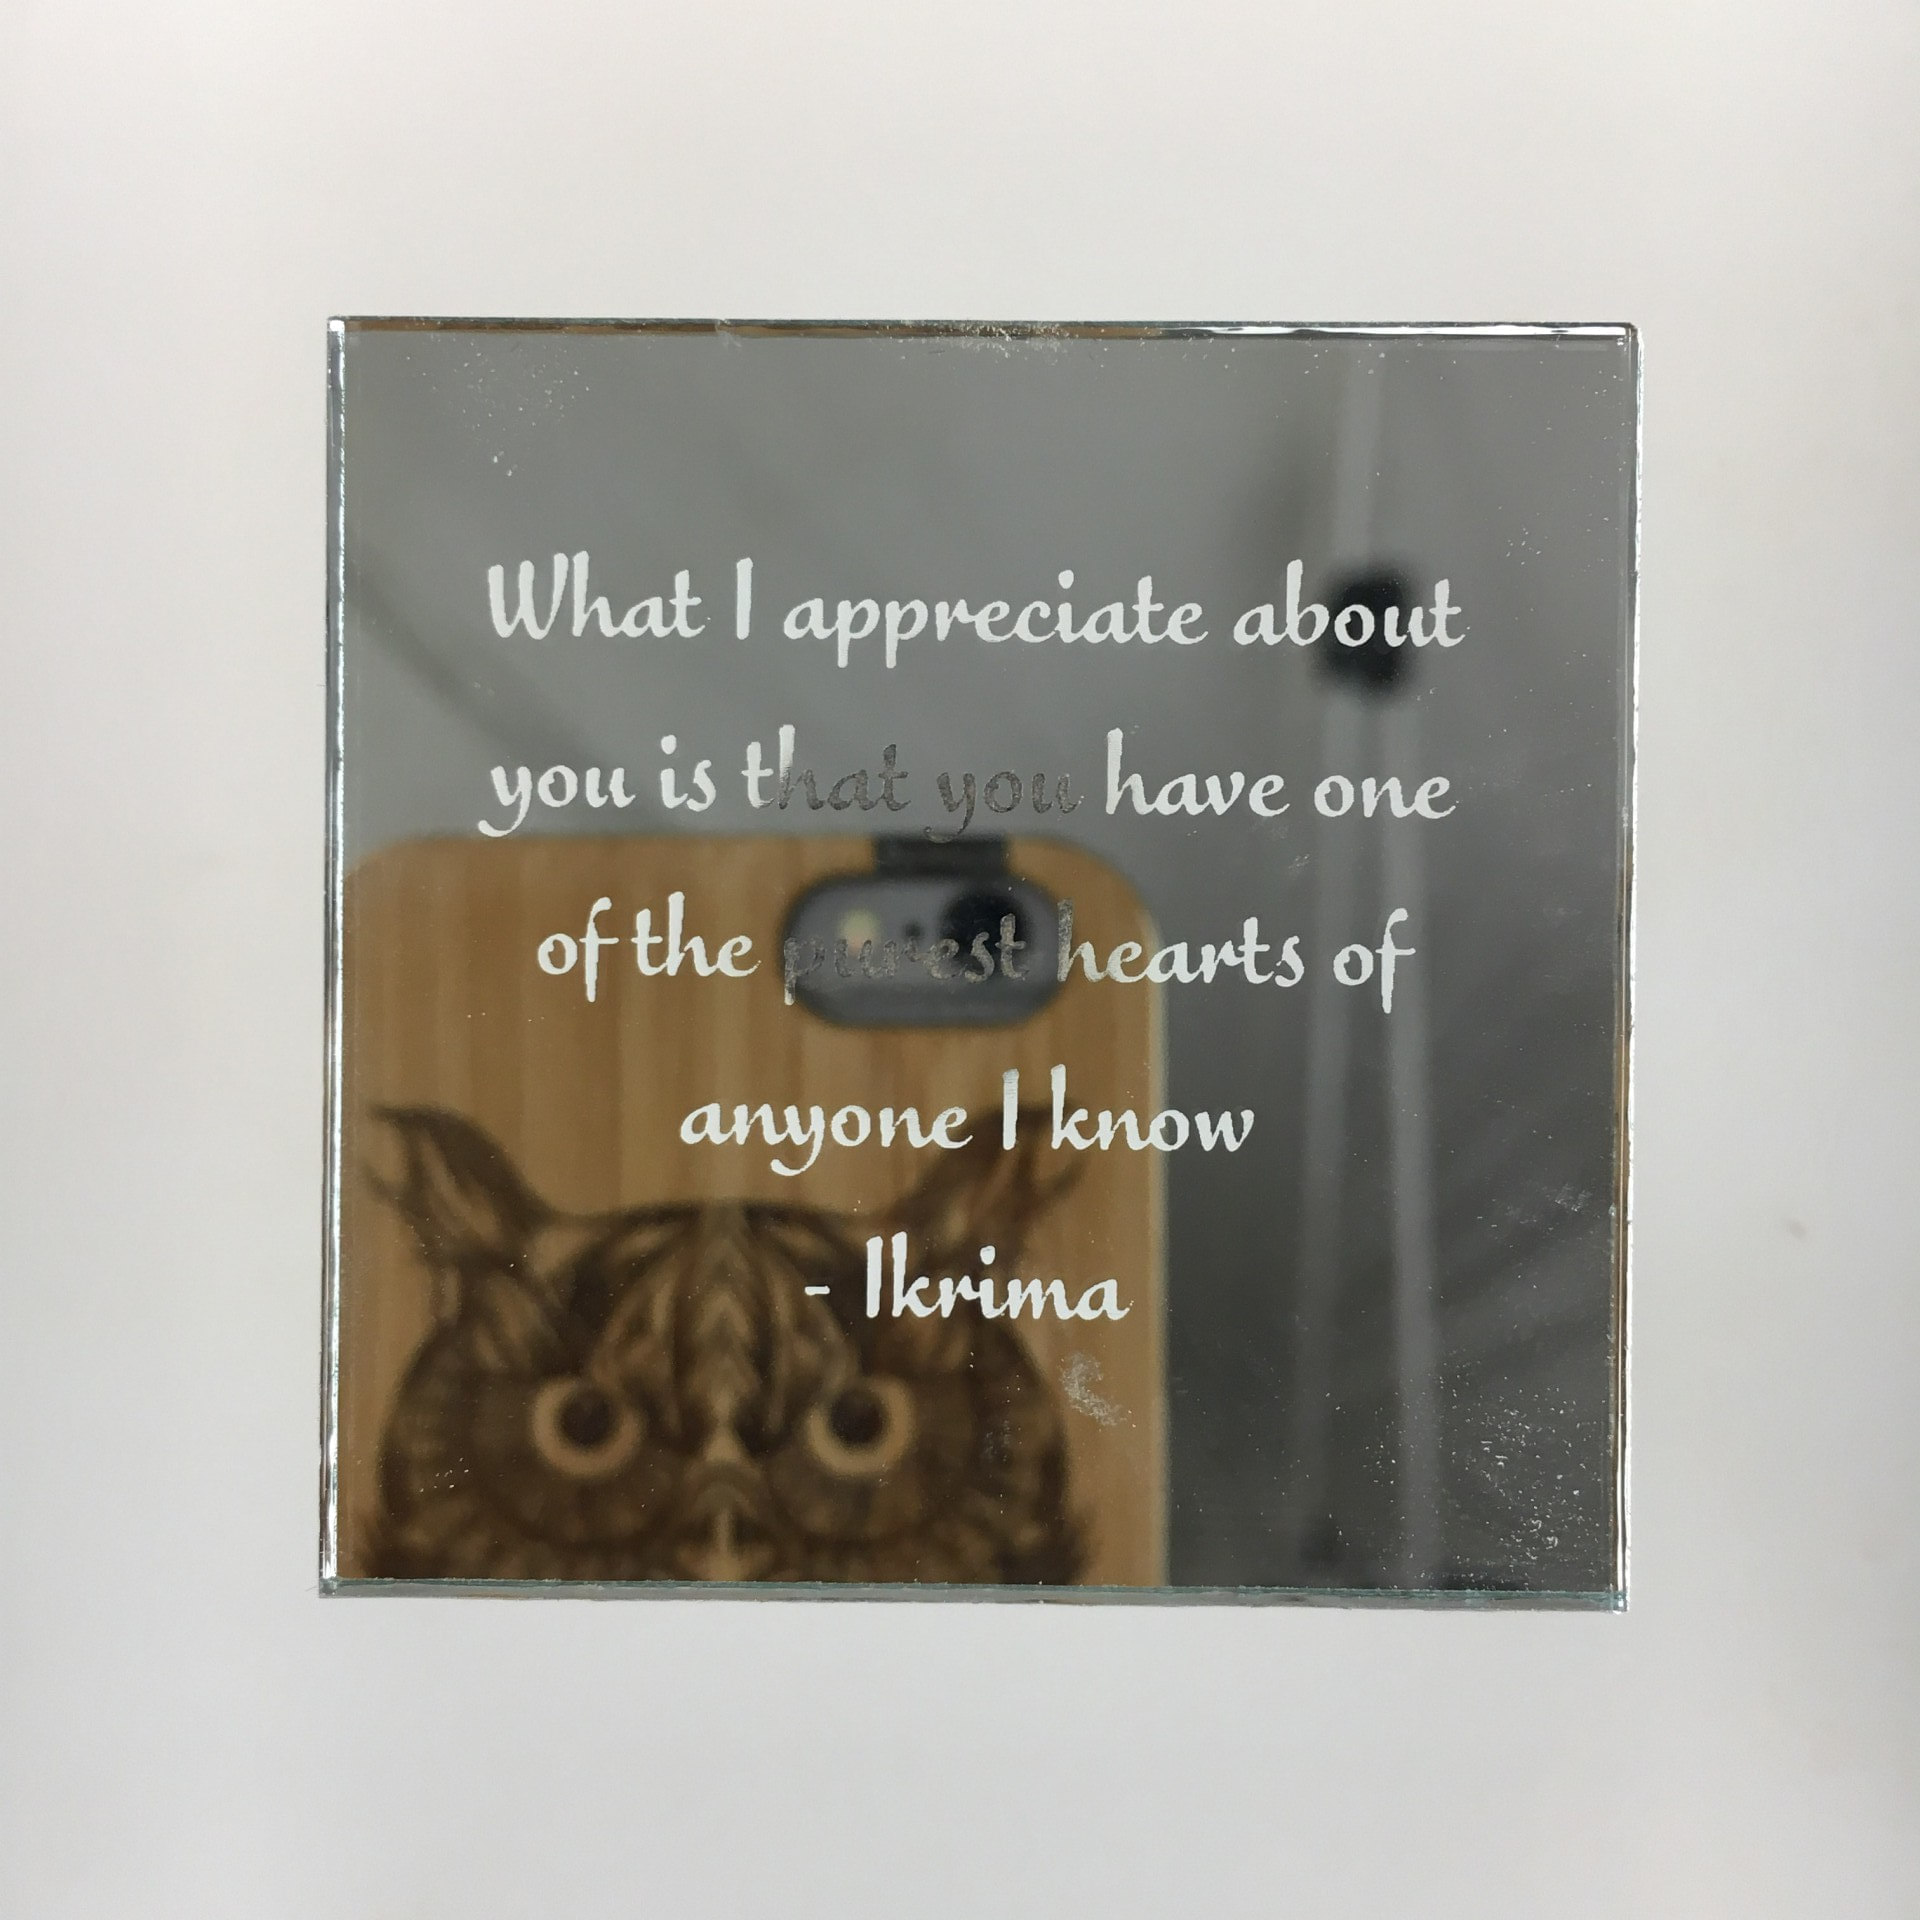 What I appreciate about
you is that you have one
of the purest hearts of
anyone I know
- Ikrima